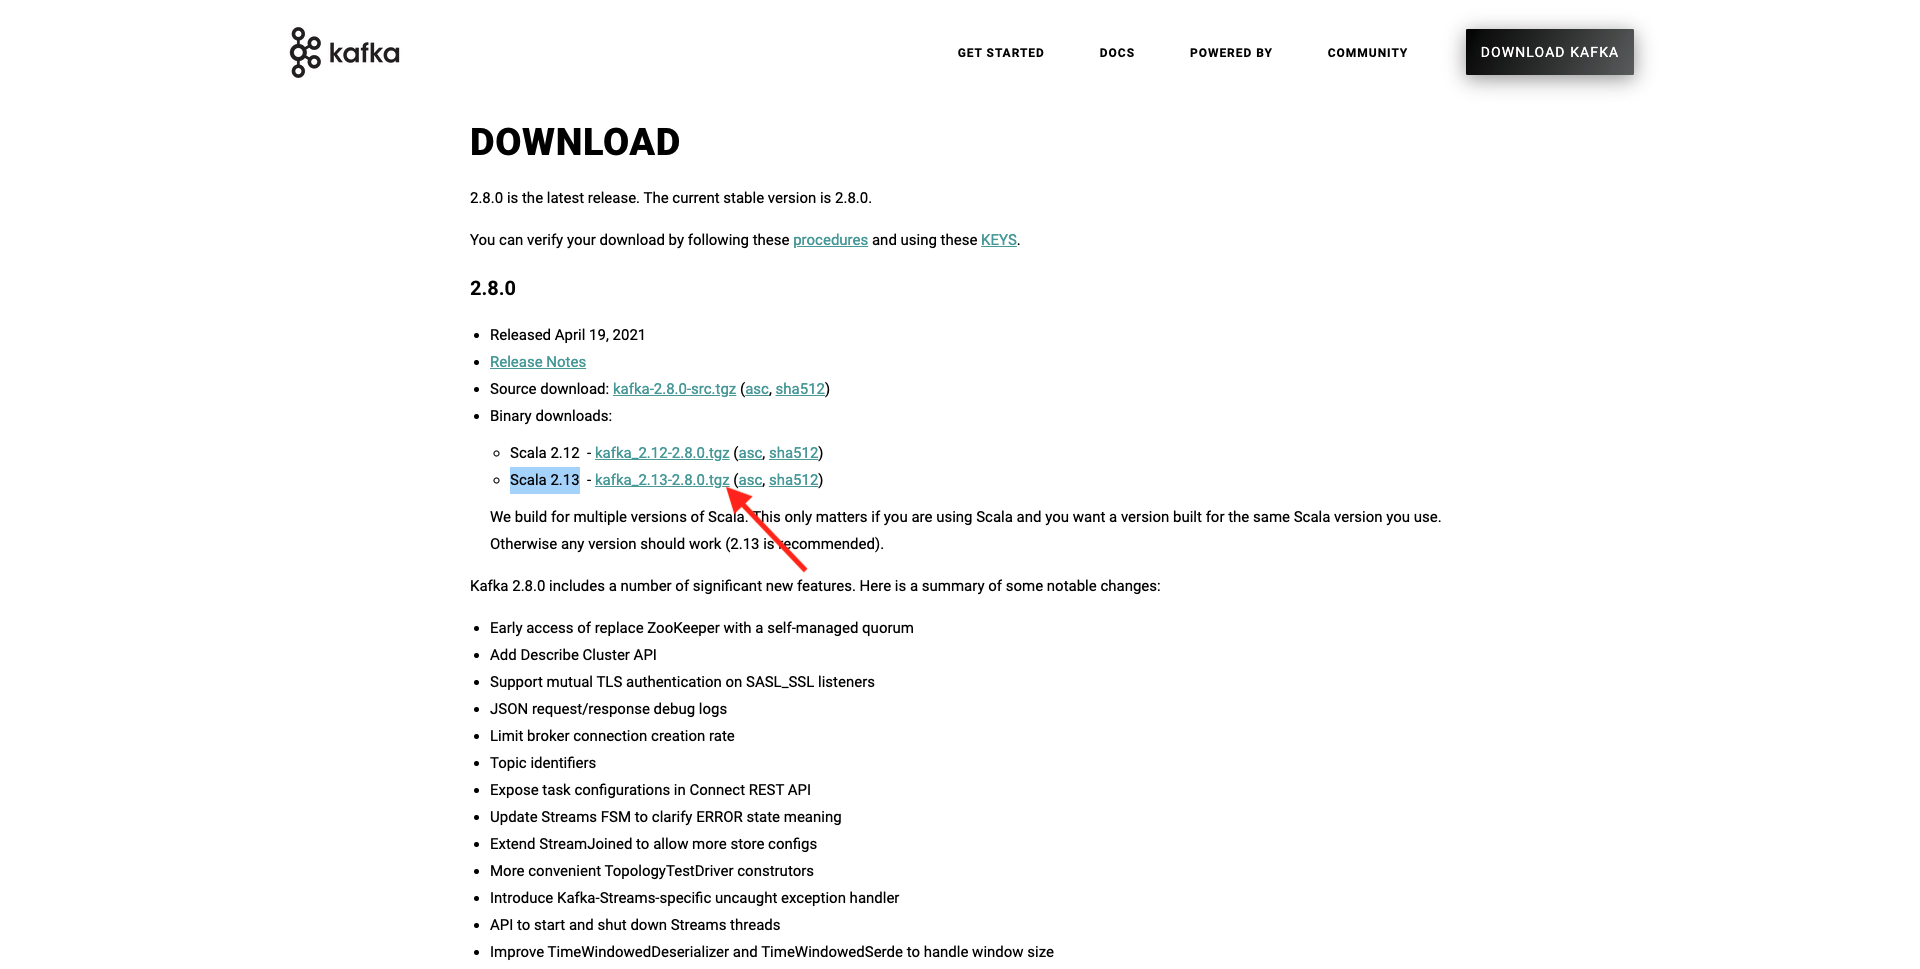 kafka
GET STARTED
DOCS
POWERED BY
COMMUNITY
DOWNLOAD KAFKA
DOWNLOAD
2.8.0 is the latest release. The current stable version is 2.8.0.
You can verify your download by following these procedures and using these KEYS.
2.8.0
Released April 19, 2021
Release Notes
Source download: kafka-2.8.0-src.tgz (asc, sha512)
Binary downloads:
Scala 2.12 - kafka_2.12-2.8.0.tgz (asc, sha512)
Scala 2.13 - kafka_2.13-2.8.0.tgz (asc, sha512)
We build for multiple versions of Scala. This only matters if you are using Scala and you want a version built for the same Scala version you use.
Otherwise any version should work (2.13 is recommended).
Kafka 2.8.0 includes a number of significant new features. Here is a summary of some notable changes:
Early access of replace ZooKeeper with a self-managed quorum
Add Describe Cluster API
Support mutual TLS authentication on SASL_SSL listeners
JSON request/response debug logs
Limit broker connection creation rate
Topic identifiers
Expose task configurations in Connect REST API
Update Streams FSM to clarify ERROR state meaning
Extend StreamJoined to allow more store configs
More convenient TopologyTestDriver construtors
Introduce Kafka-Streams-specific uncaught exception handler
API to start and shut down Streams threads
Improve TimeWindowedDeserializer and TimeWindowedSerde to handle window size